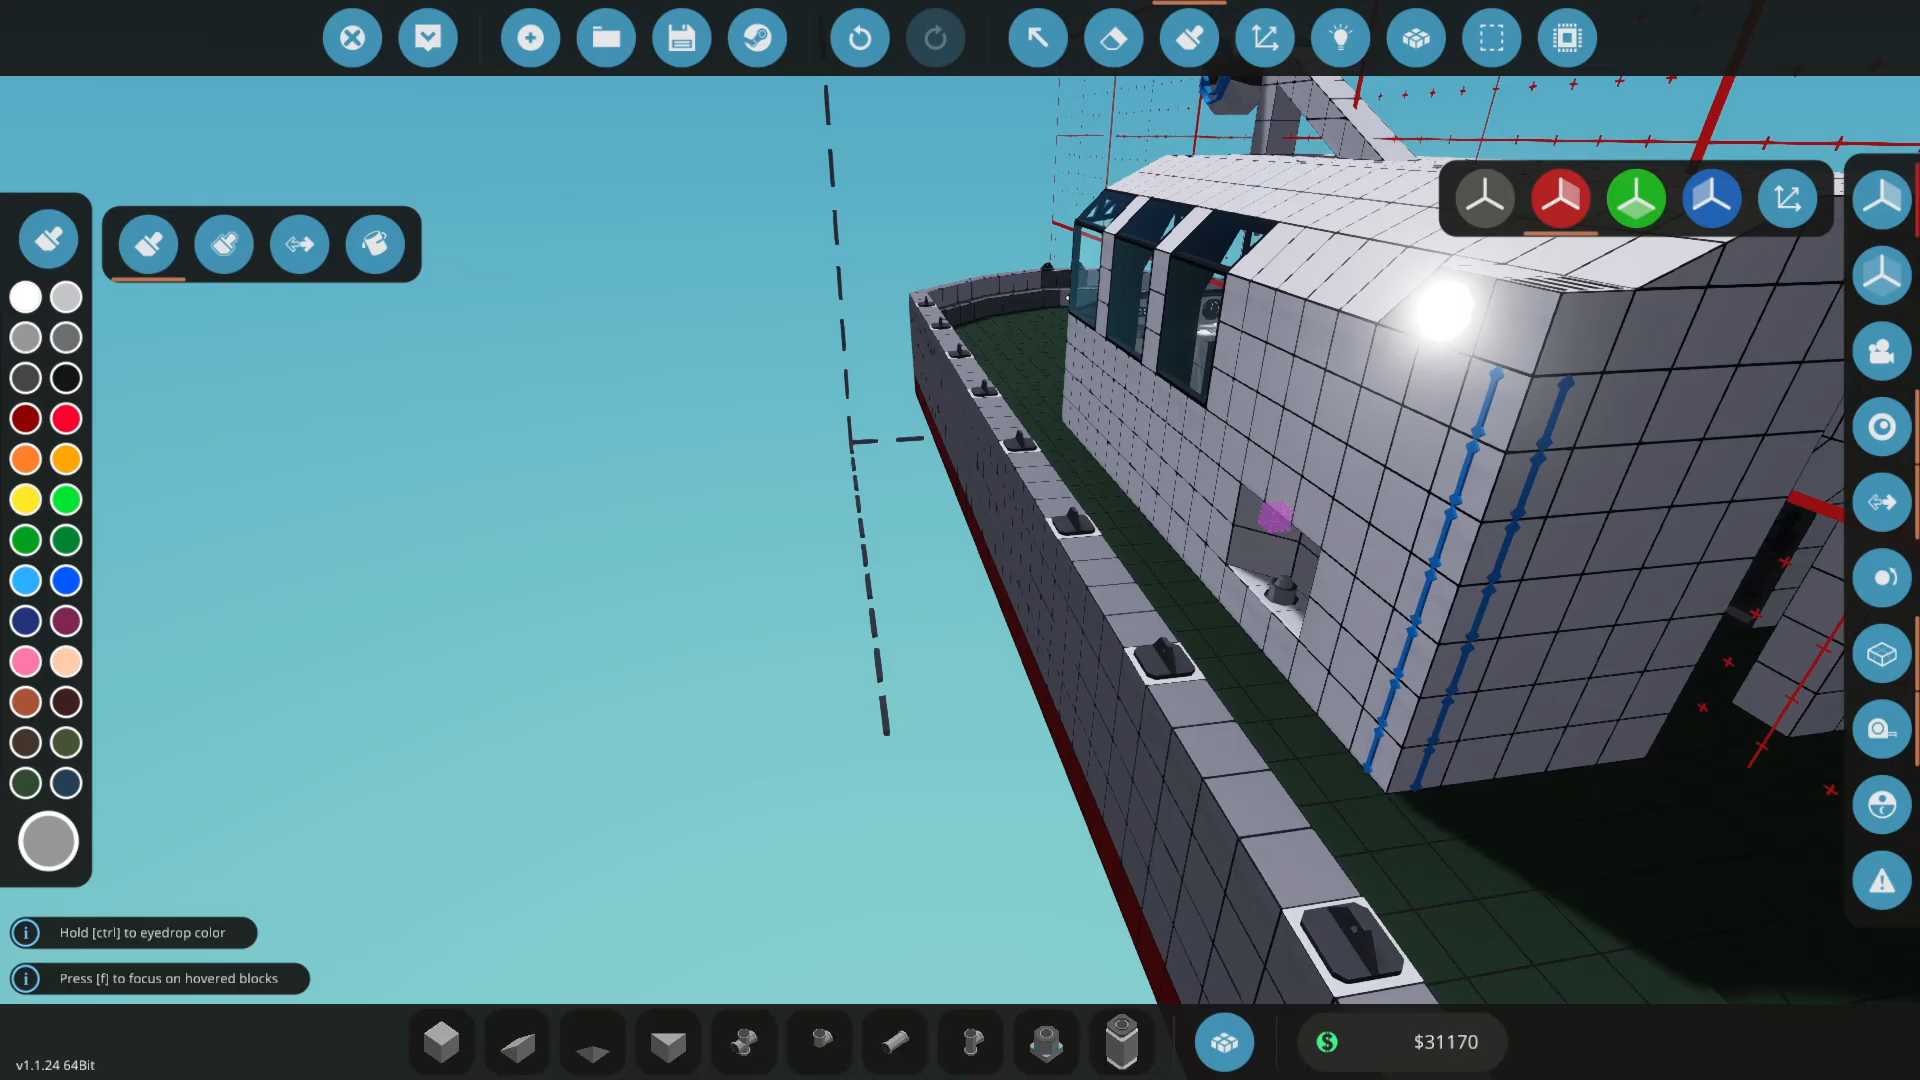 Hold [ctrl] to eyedrop color
Press [f] to focus on hovered blocks
v1.1.24 64Bit
$31170